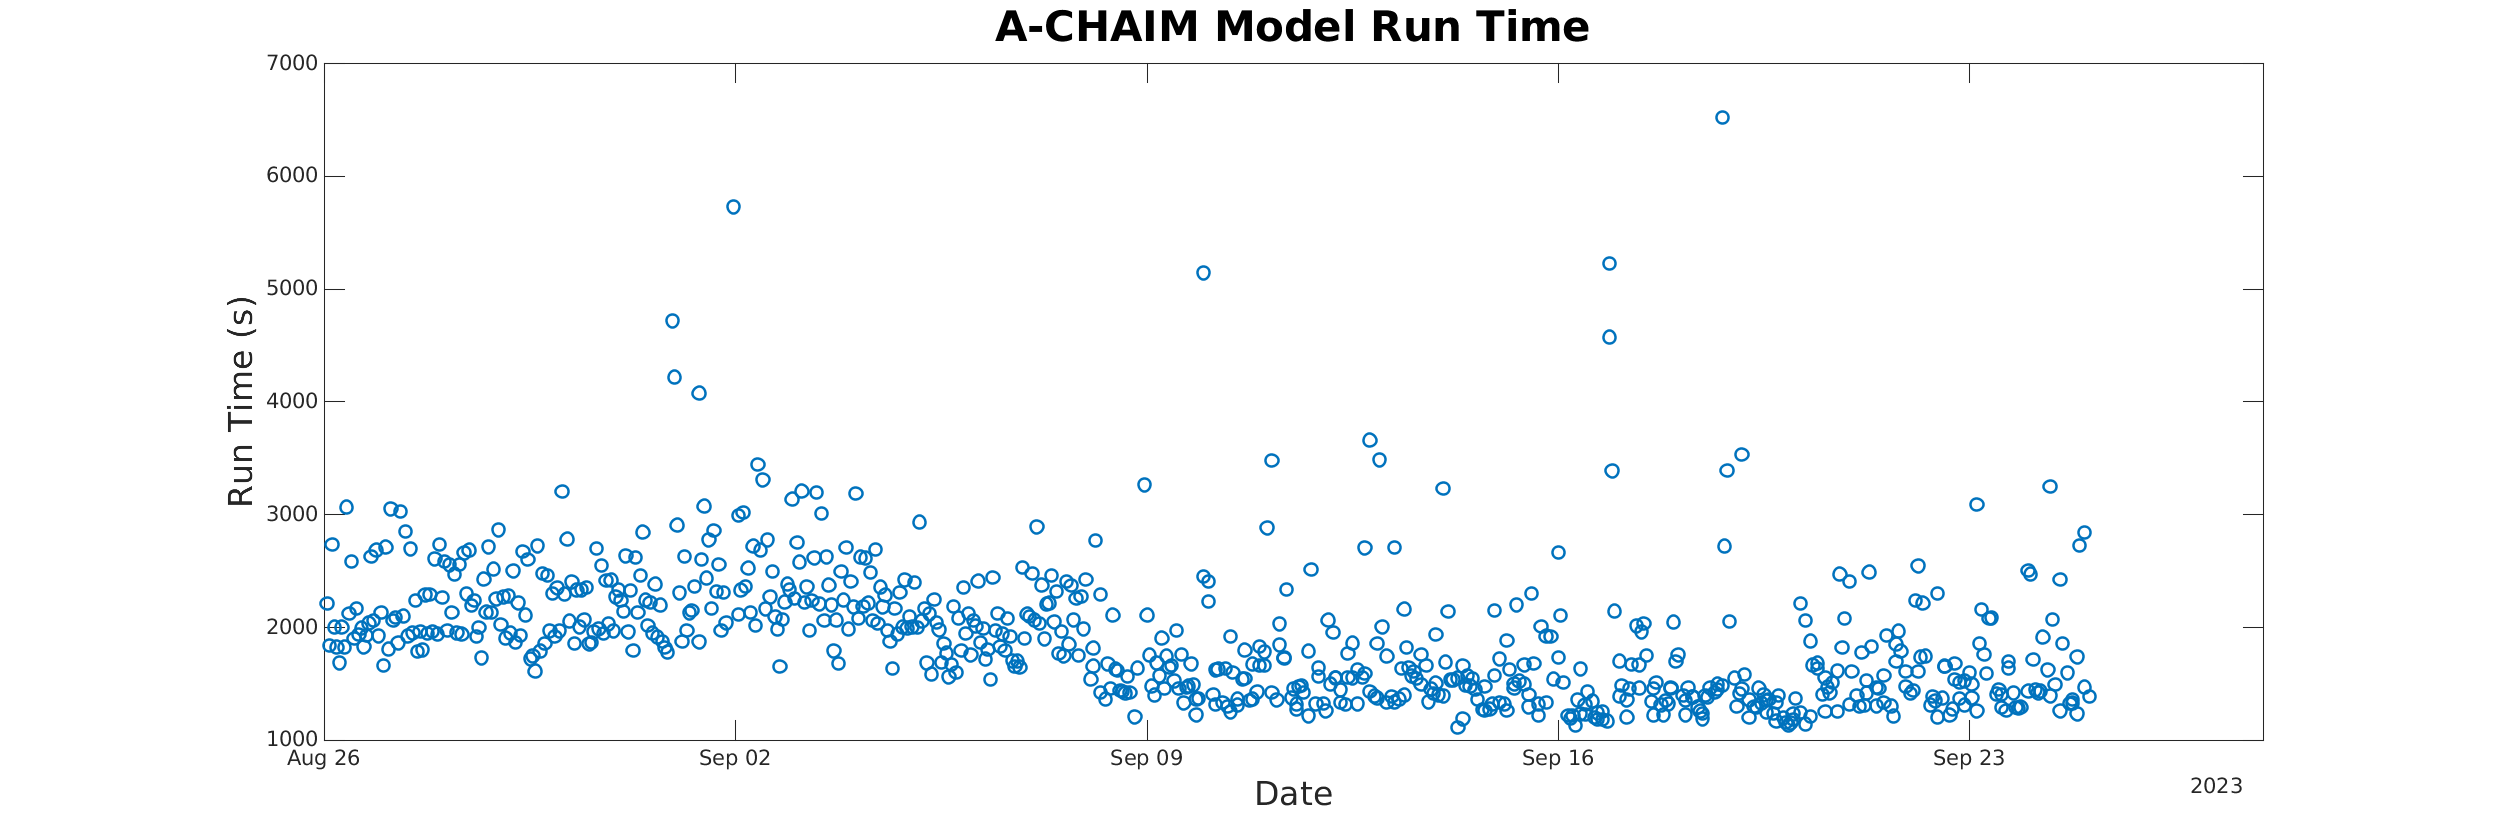 A-CHAIM Model Run Time
7000
6000
5000
4000
3000
2000
1000
Run Time (s)
Aug 26
Sep 02
Sep 09
Sep 16
Sep 23
2023
Date